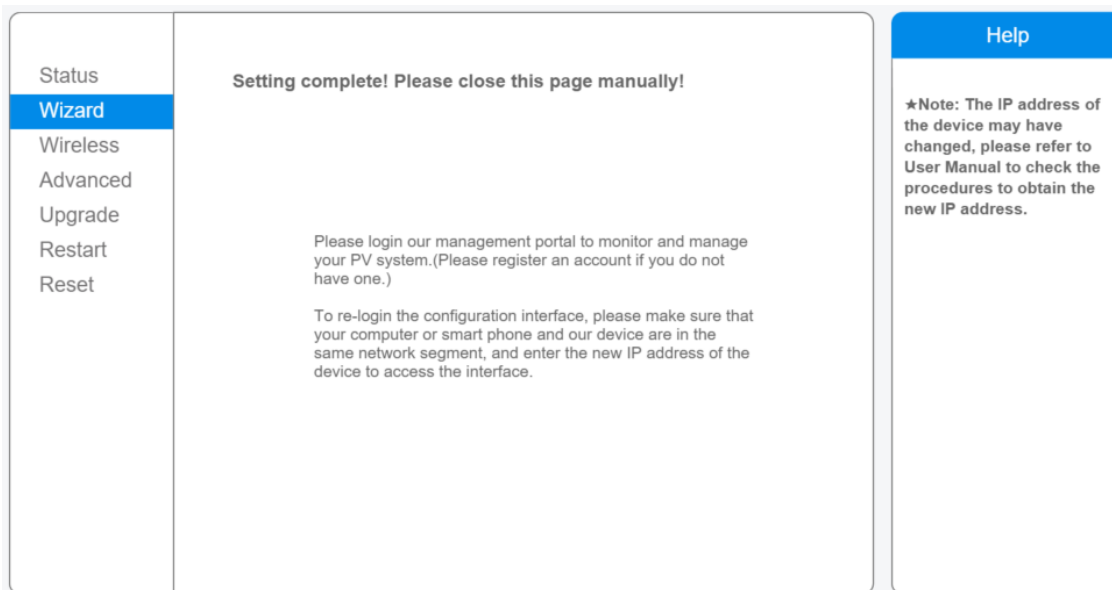 Status
Wizard
Wireless
Advanced
Upgrade
Restart
Reset
Setting complete! Please close this page manually!
Please login our management portal to monitor and manage
your PV system.(Please register an account if you do not
have one.)
To re-login the configuration interface, please make sure that
your computer or smart phone and our device are in the
same network segment, and enter the new IP address of the
device to access the interface.
Help
★Note: The IP address of
the device may have
changed, please refer to
User Manual to check the
procedures to obtain the
new IP address.